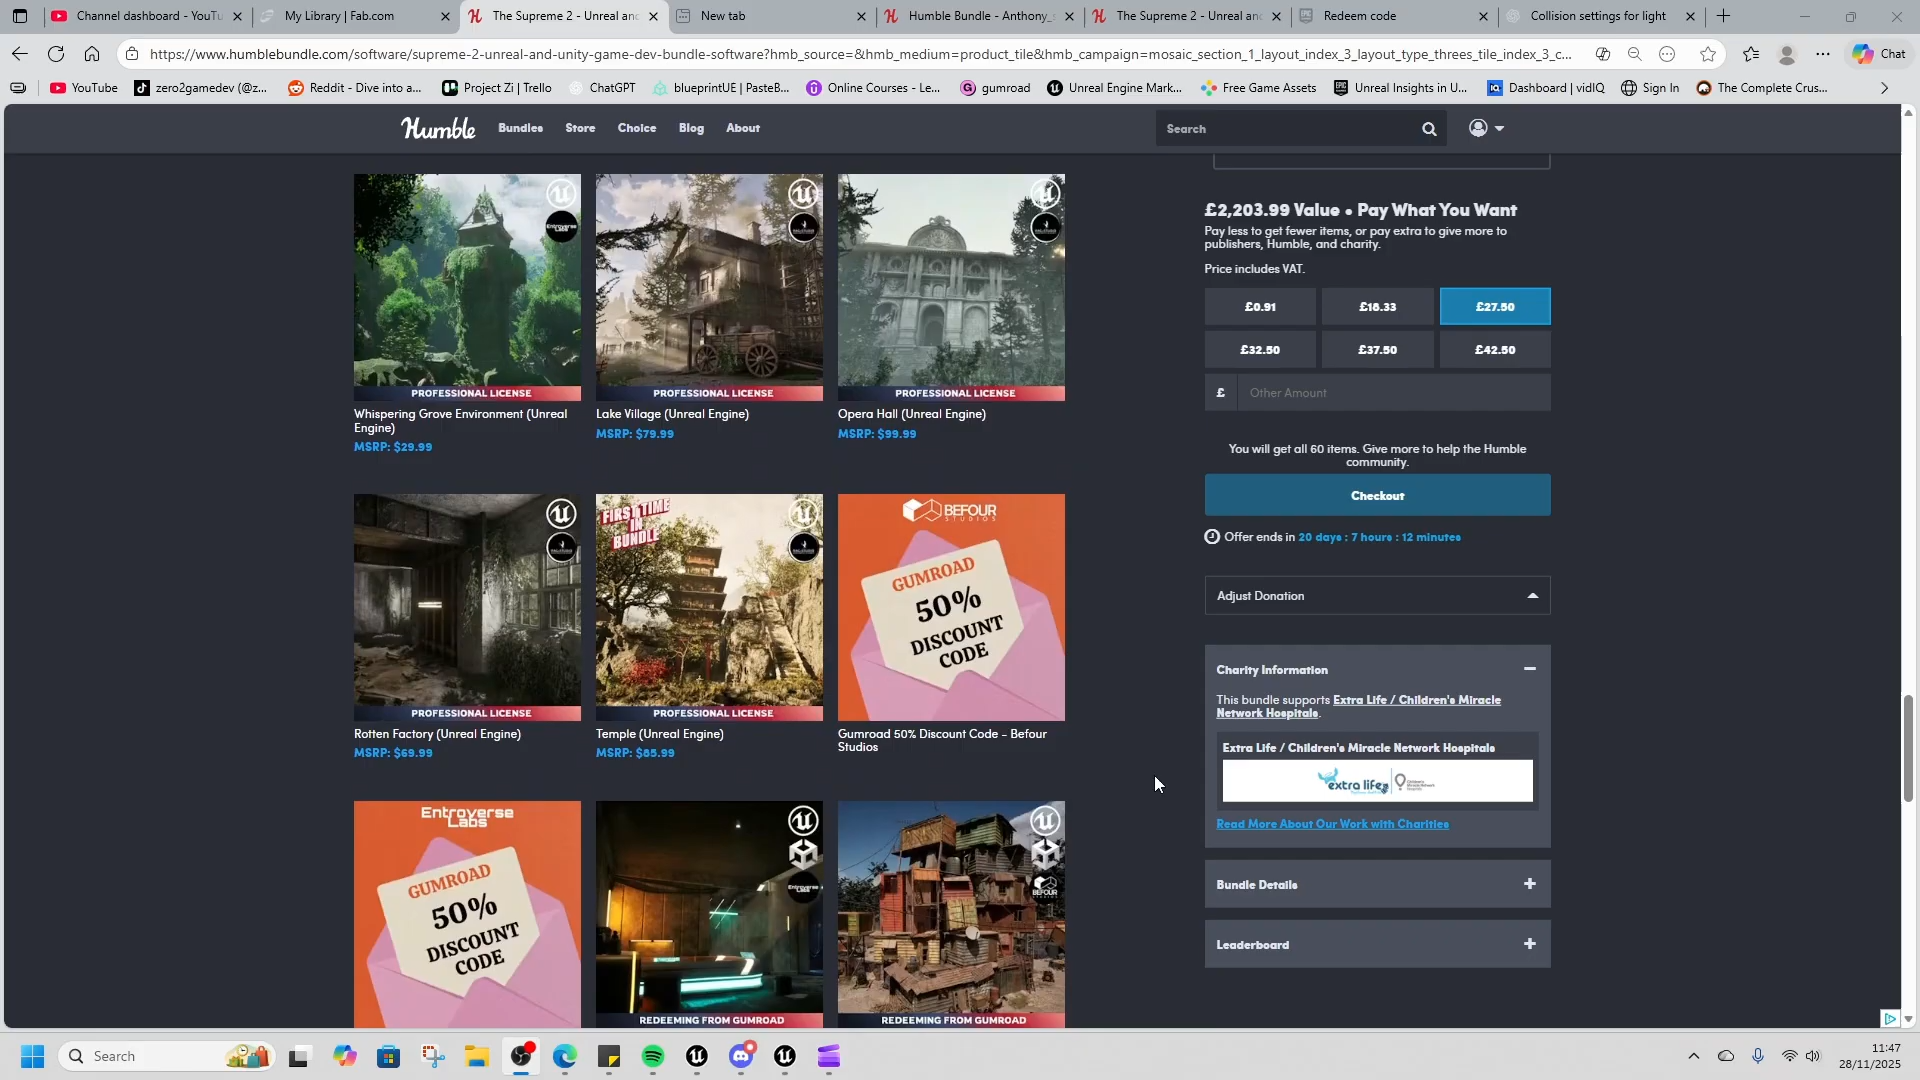 Channel dashboard - YouTu
My Library | Fab.com
The Supreme 2 - Unreal and
New tab
Humble Bundle - Anthony_s
The Supreme 2 - Unreal and
Redeem code
Collision settings for light
https://www.humblebundle.com/software/supreme-2-unreal-and-unity-game-dev-bundle-software?hmb_source=&hmb_medium=product_tile&hmb_campaign=mosaic_section_1_layout_index_3_layout_type_threes_tile_index_3_c...
Chat
YouTube
zero2gamedev (@z...
Reddit - Dive into a...
Project Zi | Trello
ChatGPT
blueprintUE | PasteB...
Online Courses - Le...
gumroad
Unreal Engine Mark...
Free Game Assets
Unreal Insights in U...
Dashboard | vidIQ
Sign In
The Complete Crus...
Humble
Bundles
Store
Choice
Blog
About
Search
PROFESSIONAL LICENSE
PROFESSIONAL LICENSE
PROFESSIONAL LICENSE
Whispering Grove Environment (Unreal
Engine)
MSRP: $29.99
Lake Village (Unreal Engine)
MSRP: $79.99
Opera Hall (Unreal Engine)
MSRP: $99.99
FIRST TIME
IN
BUNDLE
PROFESSIONAL LICENSE
PROFESSIONAL LICENSE
BEFOUR
STUDIOS
GUMROAD
50%
DISCOUNT
CODE
Rotten Factory (Unreal Engine)
MSRP: $69.99
Temple (Unreal Engine)
MSRP: $85.99
Gumroad 50% Discount Code – Befour
Studios
Entroverse
Labs
GUMROAD
50%
DISCOUNT
CODE
REDEEMING FROM GUMROAD
REDEEMING FROM GUMROAD
£2,203.99 Value • Pay What You Want
Pay less to get fewer items, or pay extra to give more to
publishers, Humble, and charity.
Price includes VAT.
£0.91
£18.33
£27.50
£32.50
£37.50
£42.50
£
Other Amount
You will get all 60 items. Give more to help the Humble
community.
Checkout
Offer ends in 20 days : 7 hours : 12 minutes
Adjust Donation
Charity Information
This bundle supports Extra Life / Children's Miracle
Network Hospitals.
Extra Life / Children's Miracle Network Hospitals
extra life
Read More About Our Work with Charities
Bundle Details
Leaderboard
Search
11:47
28/11/2025